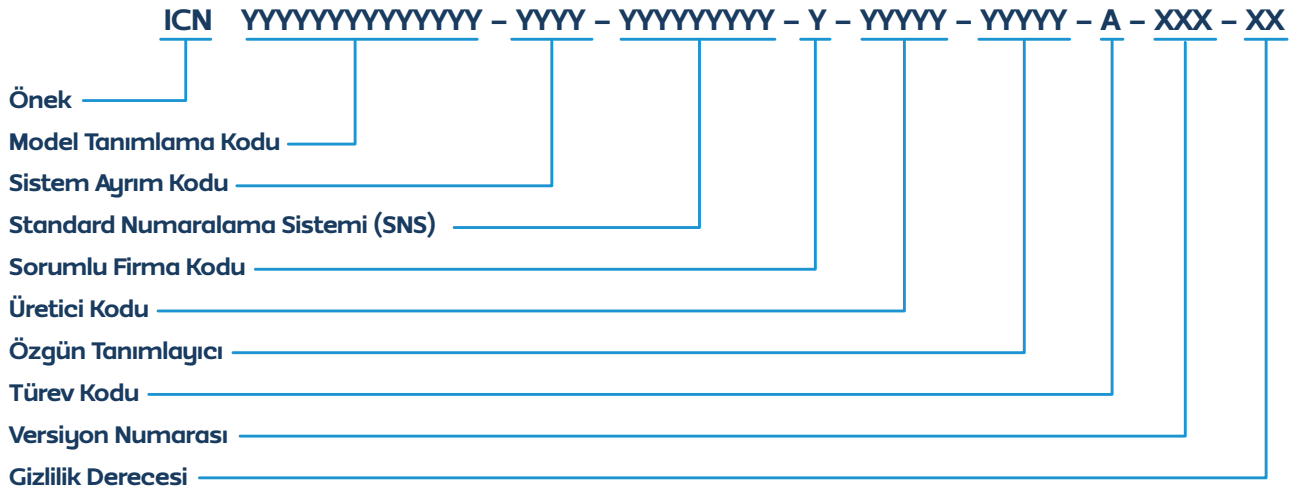 ICN YYYYYYYYYYYYYY – YYYY – YYYYYYYYY – Y – YYYYY – YYYYY – A – XXX – XX
Önek
Model Tanımlama Kodu
Sistem Ayrım Kodu
Standard Numaralama Sistemi (SNS)
Sorumlu Firma Kodu
Üretici Kodu
Özgün Tanımlayıcı
Türev Kodu
Versiyon Numarası
Gizlilik Derecesi